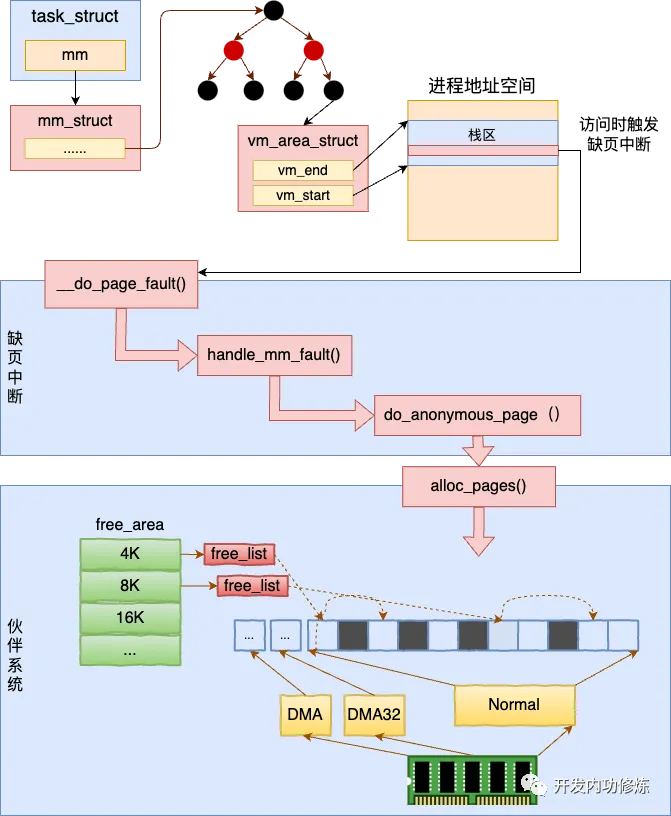 task_struct
mm
mm_struct
......
vm_area_struct
vm_end
vm_start
进程地址空间
栈区
访问时触发
缺页中断
__do_page_fault()
缺页中断
handle_mm_fault()
do_anonymous_page（）
alloc_pages()
free_area
4K
free_list
8K
free_list
16K
...
伙伴系统
...
...
DMA
DMA32
Normal
开发内功修炼